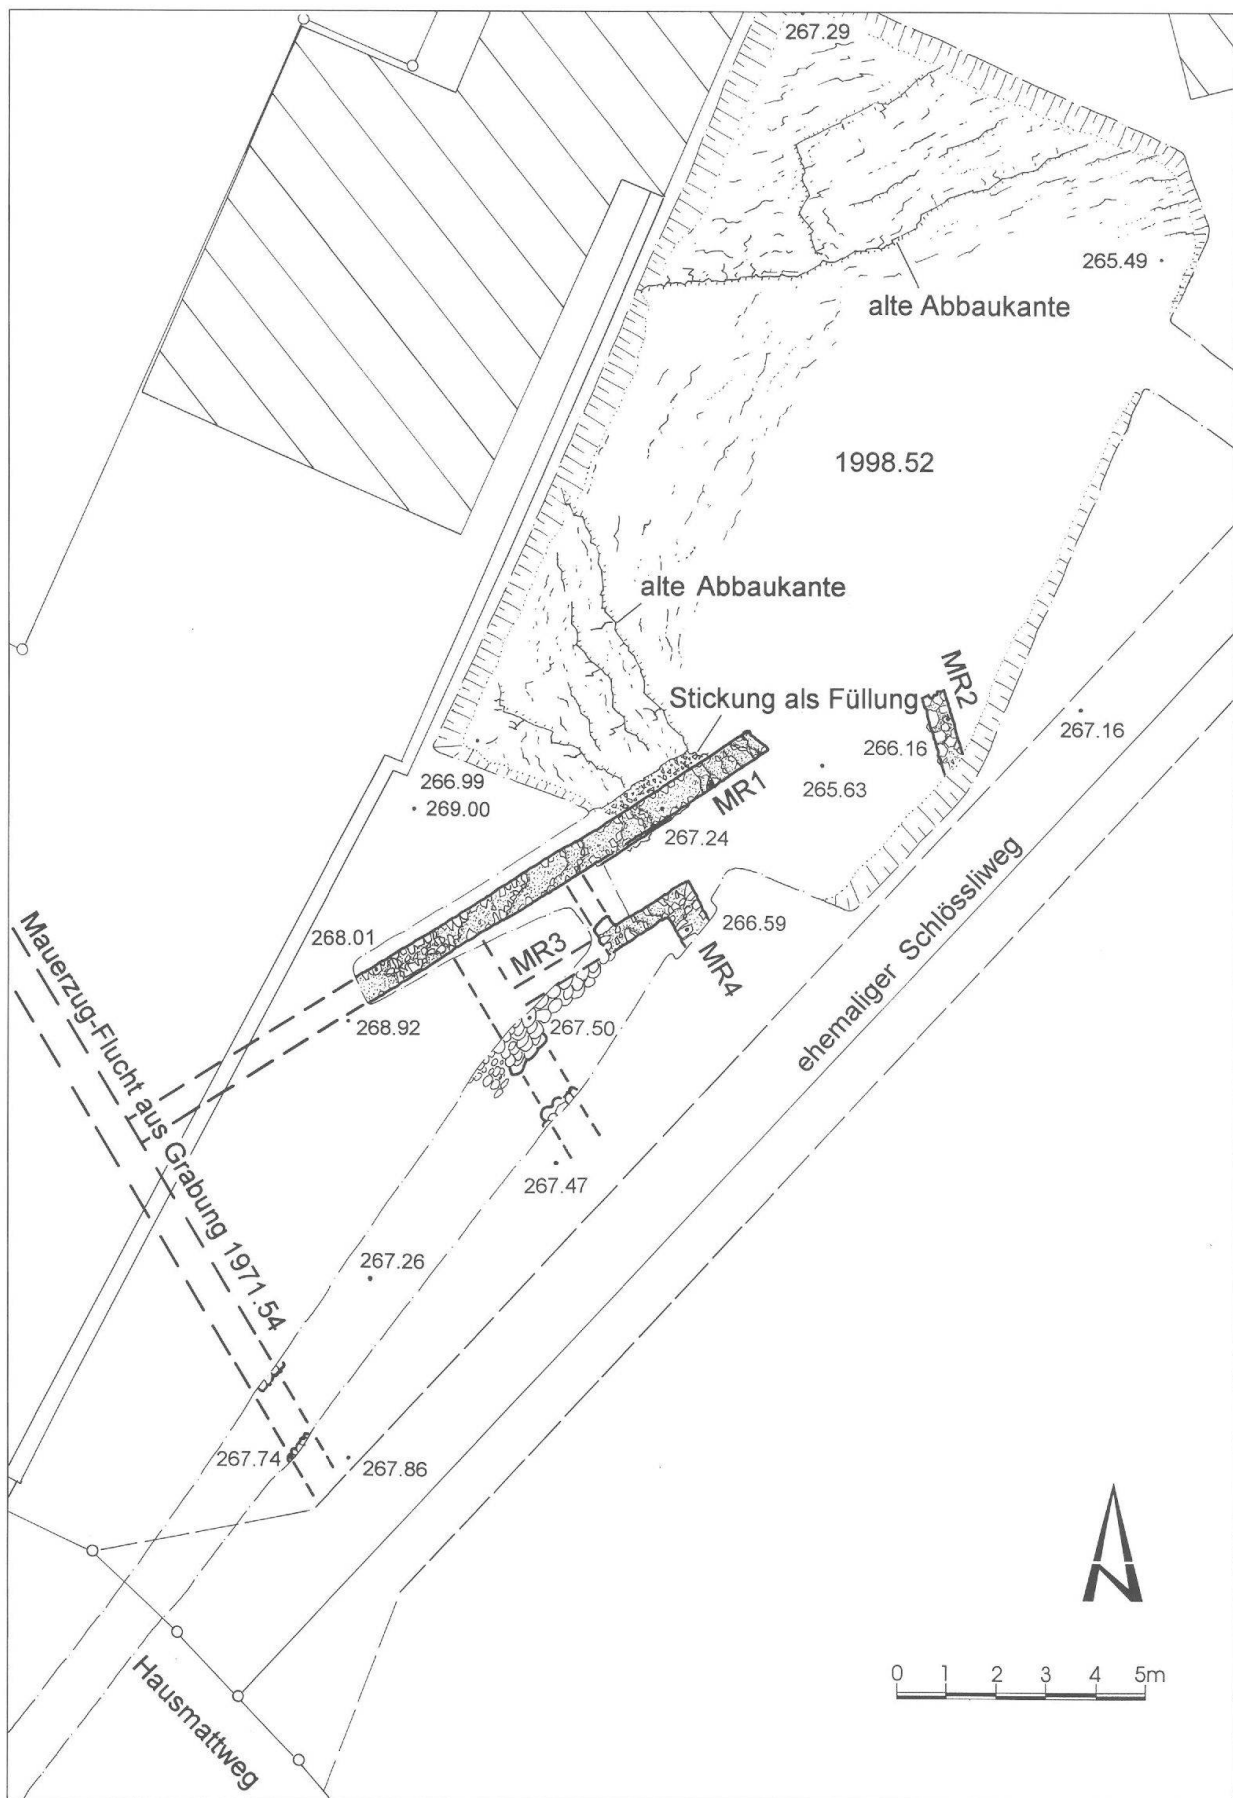 267.29
265.49
alte Abbaukante
1998.52
alte Abbaukante
Stickung als Füllung
MR2
266.16
267.16
266.99
269.00
MR1
265.63
267.24
268.01
MR3
266.59
MR4
ehemaliger Schlössliweg
Mauerzug-Flucht aus Grabung 1971.54
268.92
267.50
267.47
267.26
267.74
267.86
Hausmattweg
N
0 1 2 3 4 5m